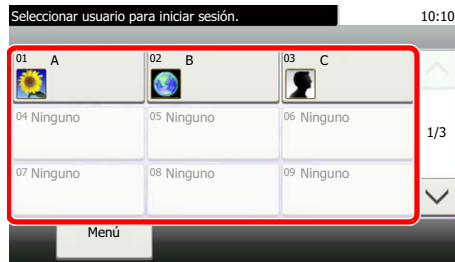 Seleccionar usuario para iniciar sesión. 10:10
01 A 02 B 03 C
04 Ninguno 05 Ninguno 06 Ninguno
1/3
07 Ninguno 08 Ninguno 09 Ninguno
Menú